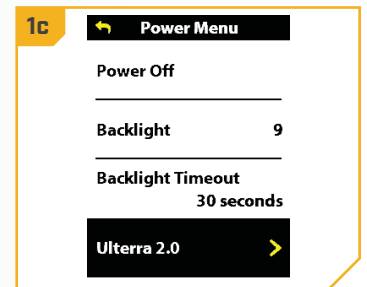 1c
Power Menu
Power Off
Backlight 9
Backlight Timeout
30 seconds
Ulterra 2.0